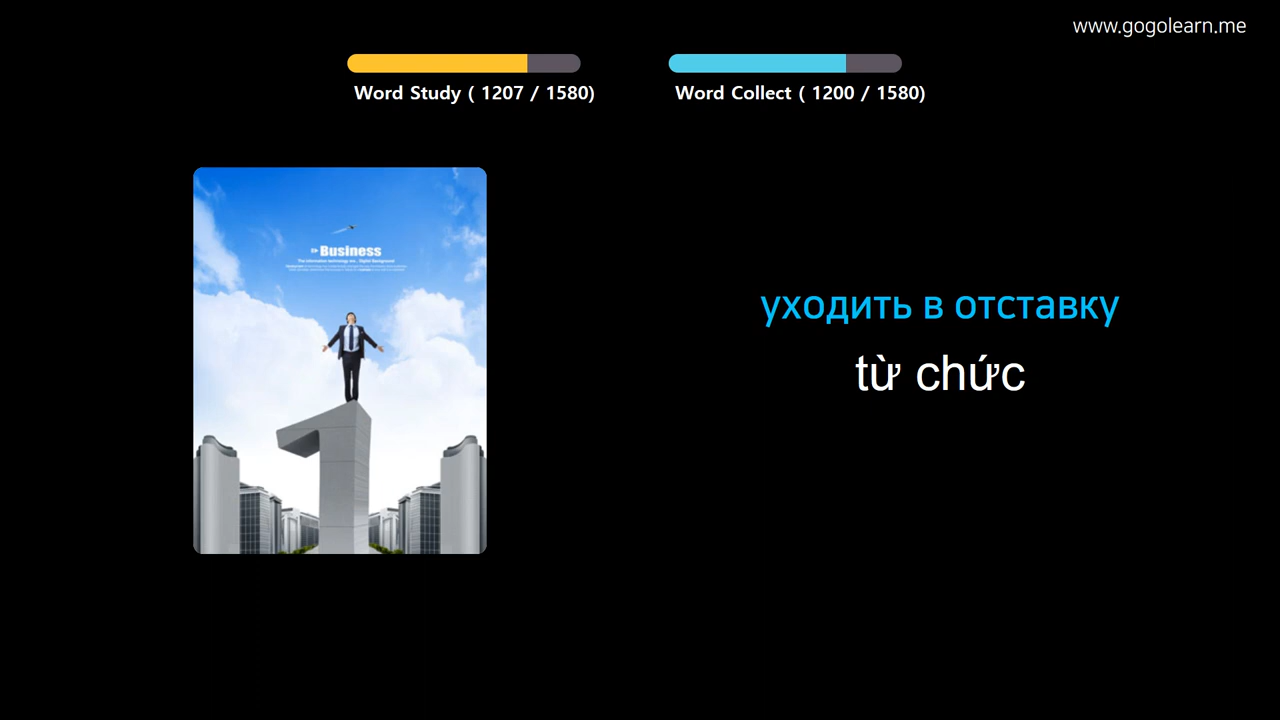 www.gogolearn.me
Word Study ( 1207 / 1580)
Word Collect ( 1200 / 1580)
Business
уходить в отставку
từ chức